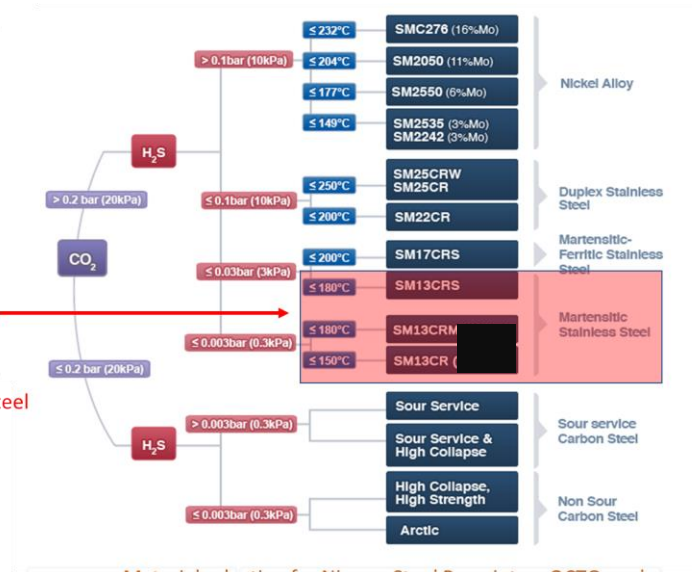 ≤ 232°C
SMC276 (16%Mo)
> 0.1bar (10kPa)
≤ 204°C
SM2050 (11%Mo)
Nickel Alloy
≤ 177°C
SM2550 (6%Mo)
≤ 149°C
SM2535 (3%Mo)
SM2242 (3%Mo)
H₂S
> 0.2 bar (20kPa)
≤ 0.1bar (10kPa)
≤ 250°C
SM25CRW
SM25CR
Duplex Stainless
Steel
≤ 200°C
SM22CR
CO₂
≤ 0.03bar (3kPa)
≤ 200°C
SM17CRS
Martensitic-
Ferritic Stainless
Steel
≤ 180°C
SM13CRS
≤ 0.003bar (0.3kPa)
≤ 180°C
SM13CRM
Martensitic
Stainless Steel
≤ 150°C
SM13CR (
≤ 0.2 bar (20kPa)
teel
> 0.003bar (0.3kPa)
Sour Service
Sour Service &
High Collapse
Sour service
Carbon Steel
H₂S
≤ 0.003bar (0.3kPa)
High Collapse,
High Strength
Arctic
Non Sour
Carbon Steel